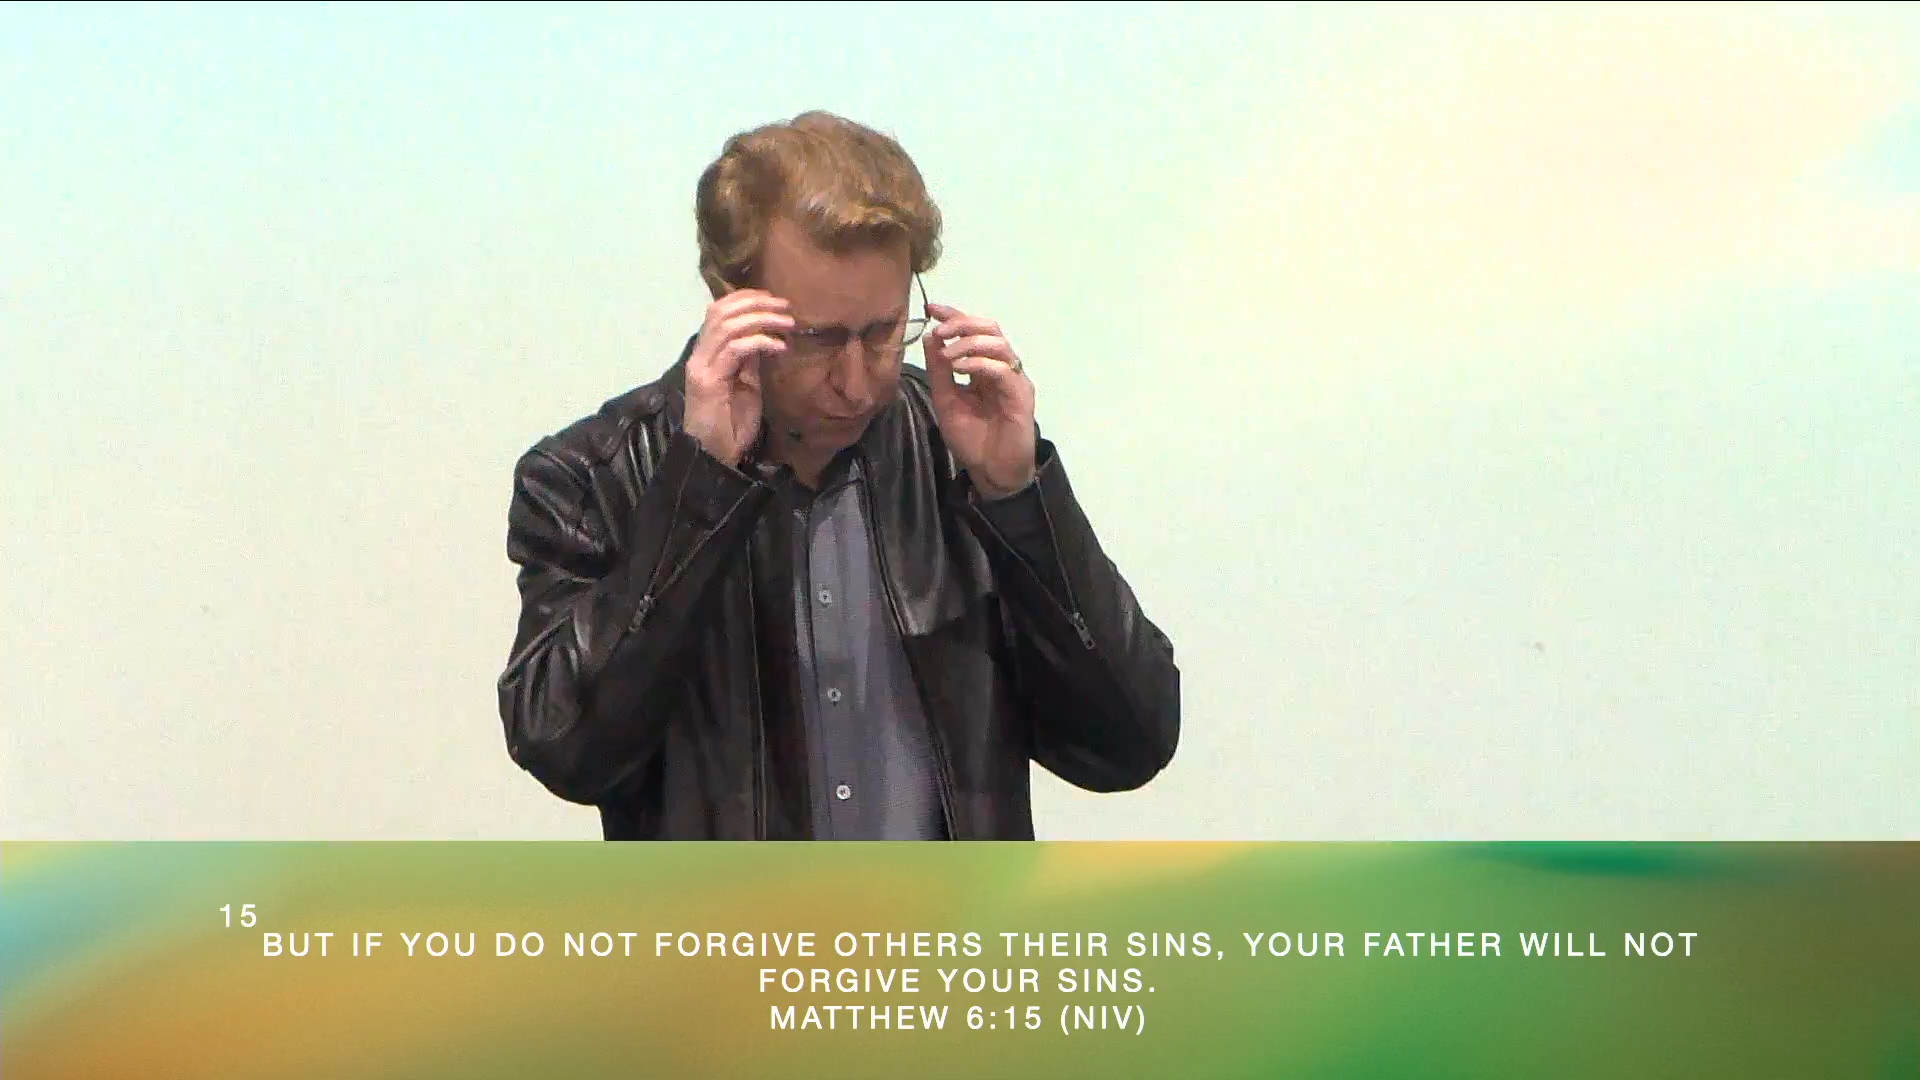 15
BUT IF YOU DO NOT FORGIVE OTHERS THEIR SINS, YOUR FATHER WILL NOT
FORGIVE YOUR SINS.
MATTHEW 6:15 (NIV)